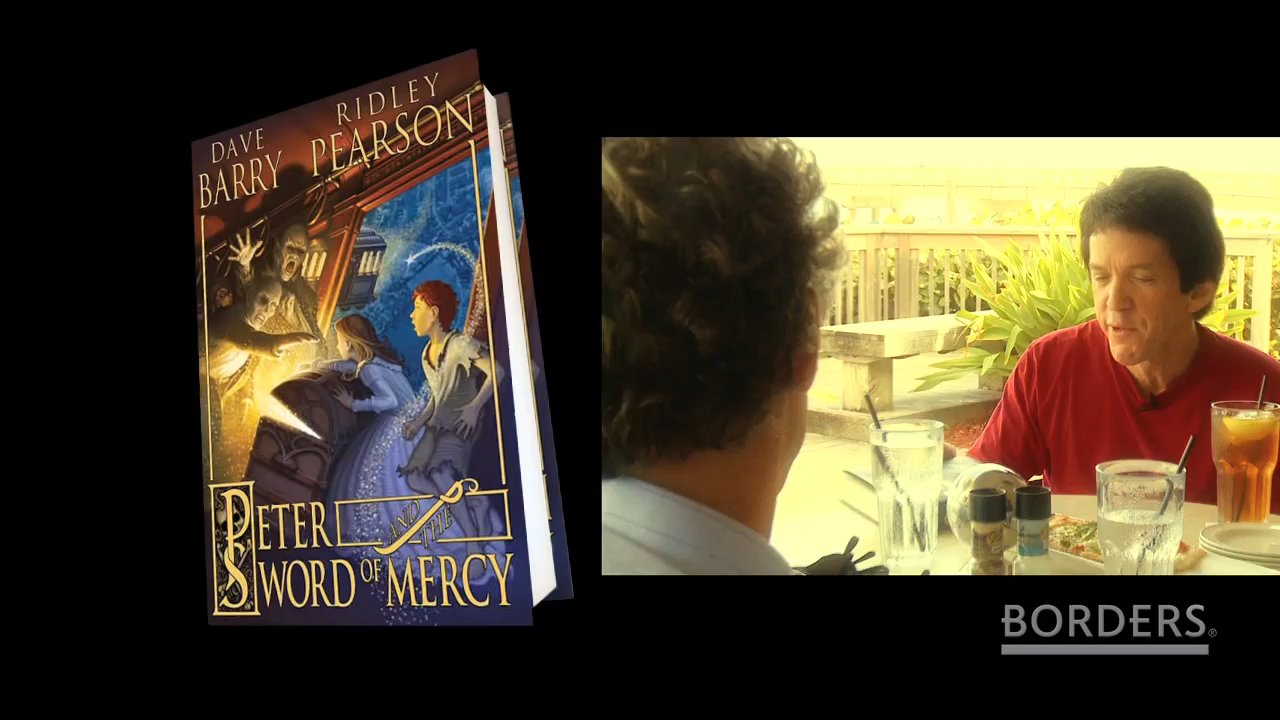 DAVE
BARRY
RIDLEY
PEARSON
PETER
AND THE
SWORD OF MERCY
BORDERS®